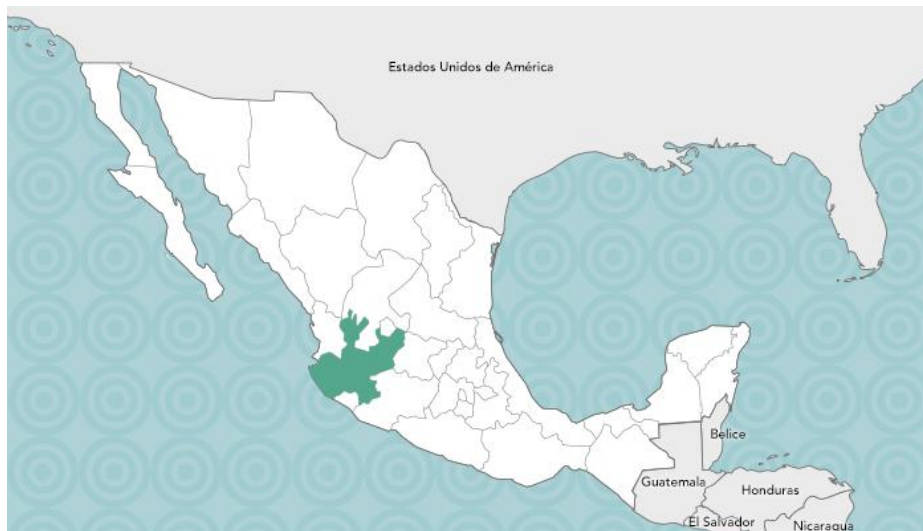 Estados Unidos de América
Belice
Guatemala
Honduras
El Salvador
Nicaragua